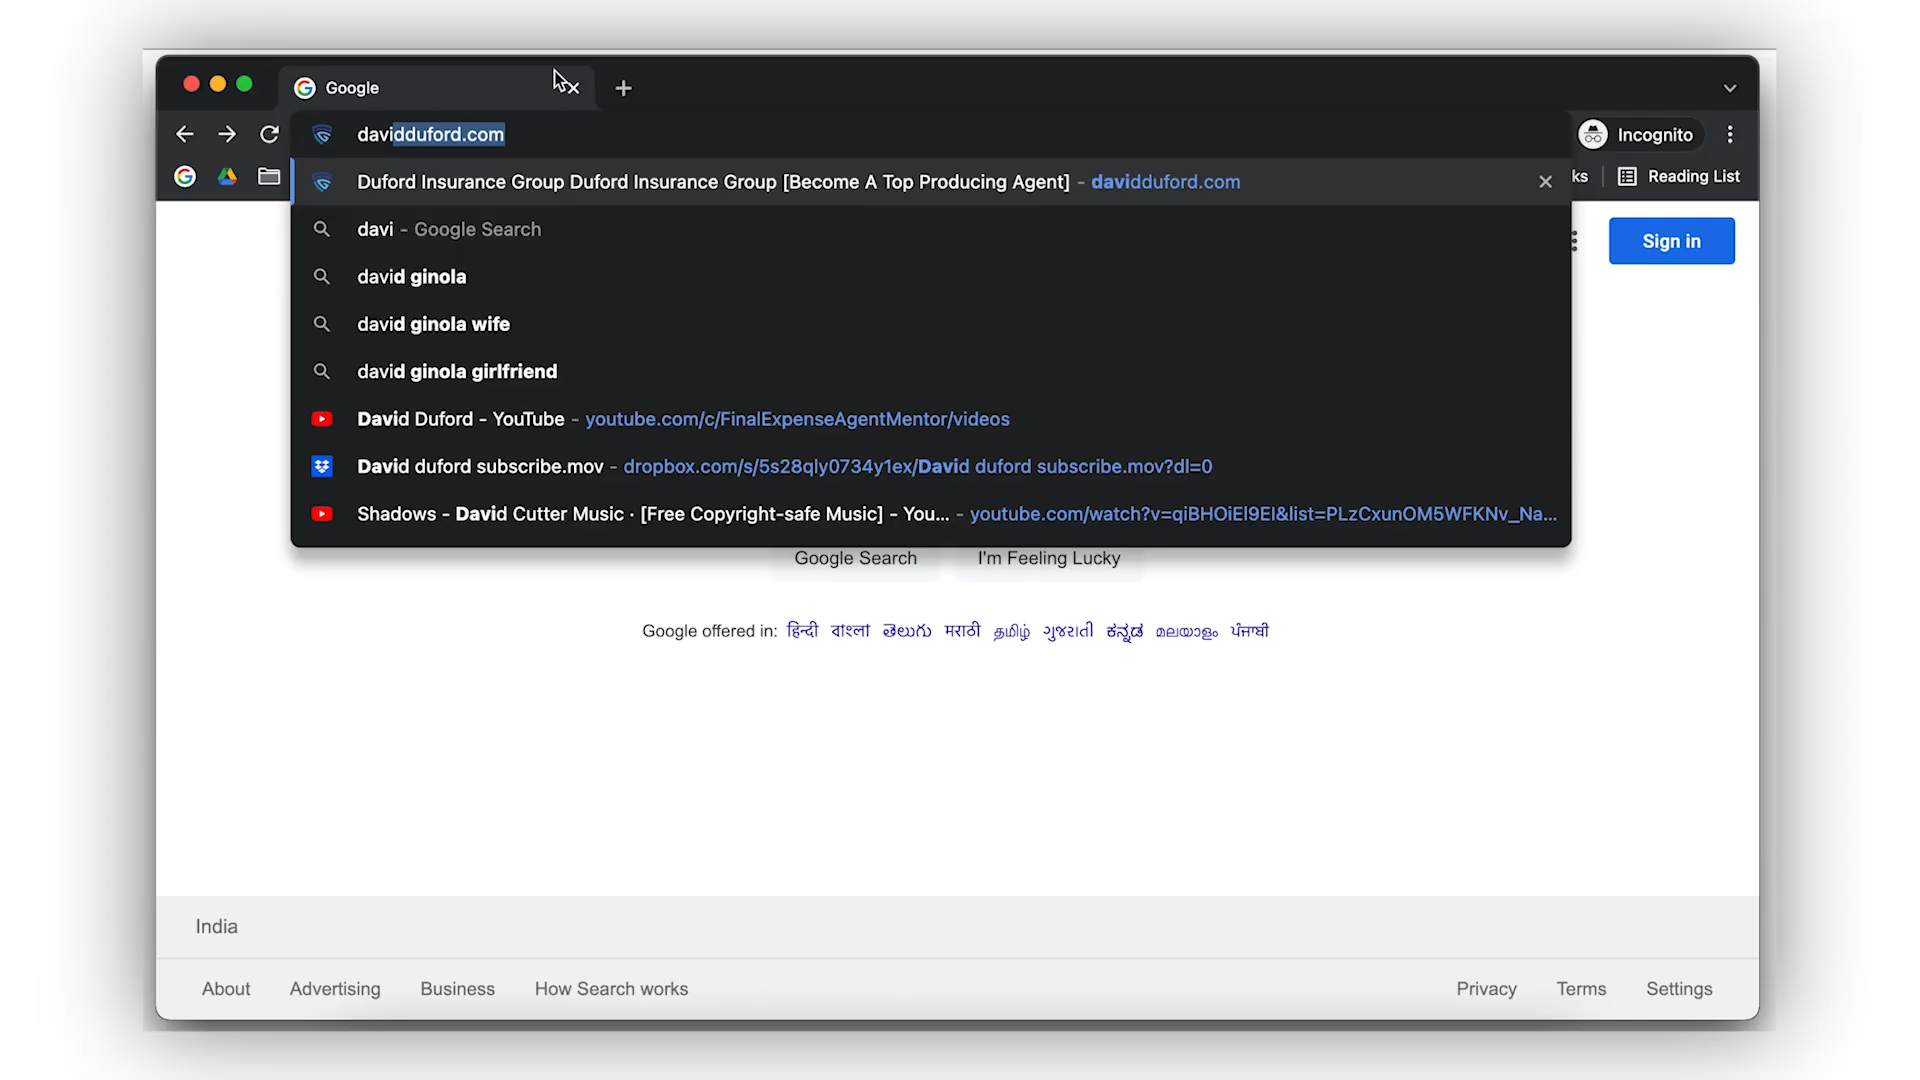 Google
davidduford.com
Incognito
Duford Insurance Group Duford Insurance Group [Become A Top Producing Agent] - davidduford.com
ks
Reading List
davi - Google Search
Sign in
david ginola
david ginola wife
david ginola girlfriend
David Duford - YouTube - youtube.com/c/FinalExpenseAgentMentor/videos
David duford subscribe.mov - dropbox.com/s/5s28qly0734y1ex/David duford subscribe.mov?dl=0
Shadows - David Cutter Music · [Free Copyright-safe Music] - You... - youtube.com/watch?v=qiBHOiEl9EI&list=PLzCxunOM5WFKNv_Na...
Google Search I'm Feeling Lucky
Google offered in: हिन्दी বাংলা తెలుగు मराठी தமிழ் ગુજરાતી ಕನ್ನಡ മലയാളം ਪੰਜਾਬੀ
India
About Advertising Business How Search works Privacy Terms Settings